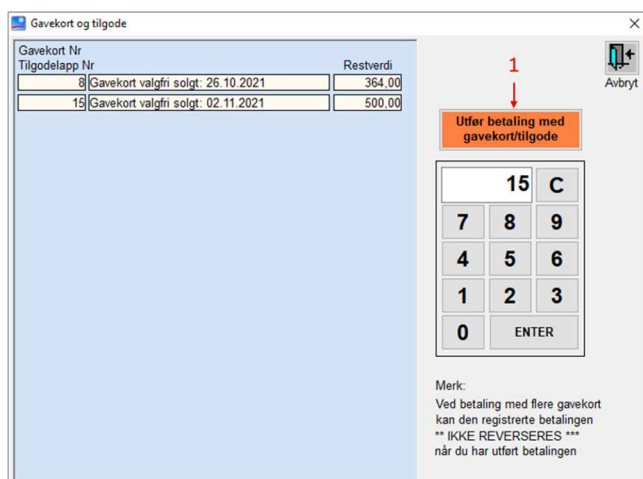 Gavekort og tilgode
Gavekort Nr
Tilgodelapp Nr Restverdi
8 Gavekort valgfri solgt: 26.10.2021 364,00
15 Gavekort valgfri solgt: 02.11.2021 500,00
1
Avbryt
Utfør betaling med
gavekort/tilgode
15 C
7 8 9
4 5 6
1 2 3
0 ENTER
Merk:
Ved betaling med flere gavekort
kan den registrerte betalingen
** IKKE REVERSERES ***
når du har utført betalingen